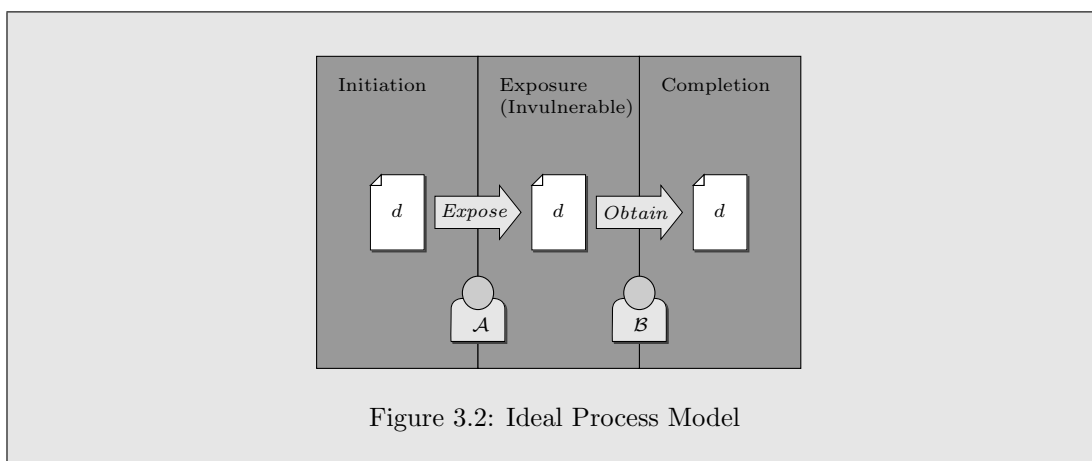 Initiation
Exposure
(Invulnerable)
Completion
d
Expose
d
Obtain
d
𝒜
ℬ
Figure 3.2: Ideal Process Model